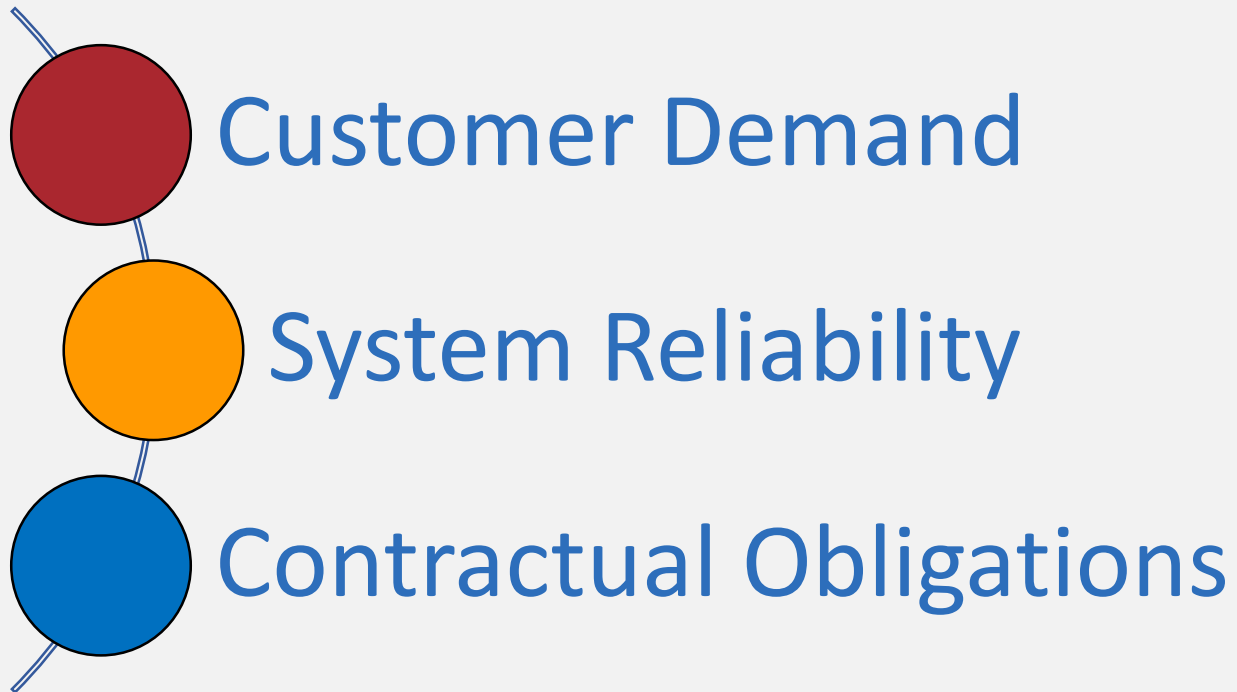 Customer Demand
System Reliability
Contractual Obligations